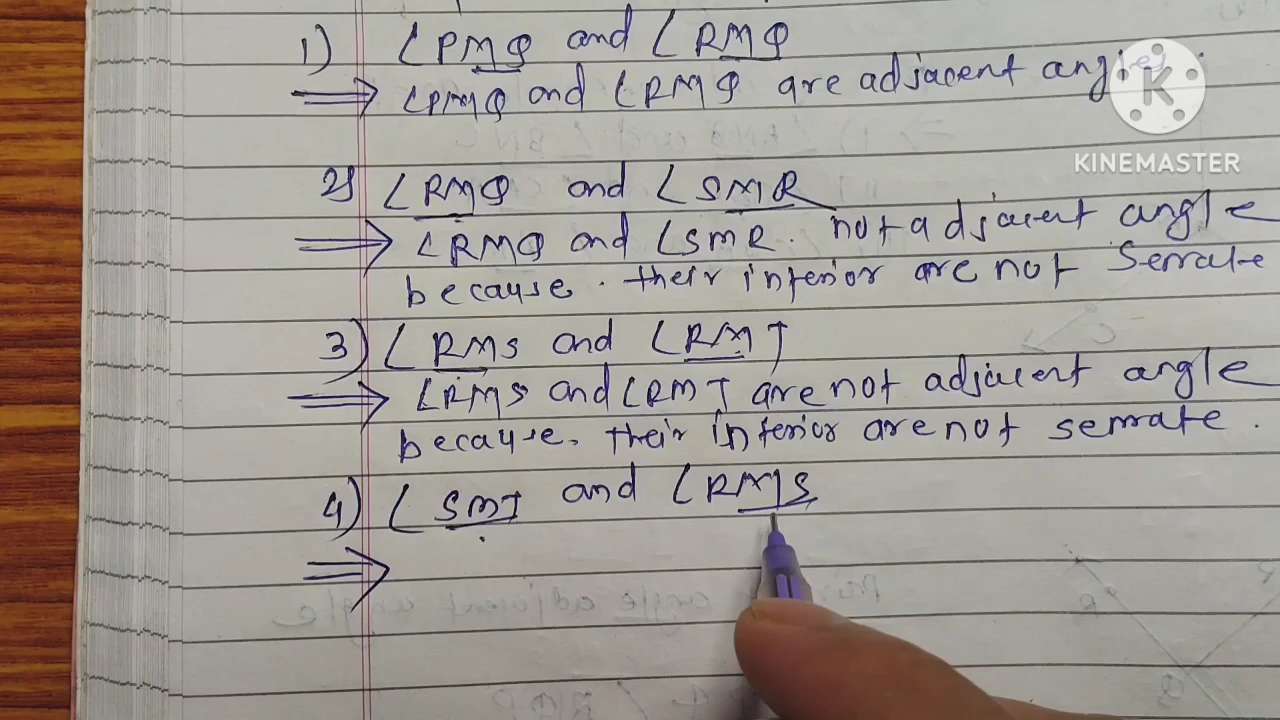 1) ∠PMQ and ∠RMQ
⇒ ∠PMQ and ∠RMQ are adjacent angles.
KINEMASTER
2) ∠RMQ and ∠SMR
⇒ ∠RMQ and ∠SMR. not adjacent angle
because. their interior are not Serrate
3) ∠RMS and ∠RMT
⇒ ∠RMS and ∠RMT are not adjacent angle
because. their interior are not serrate.
4) ∠SMT and ∠RMS
⇒